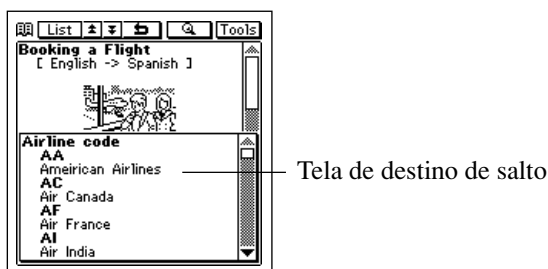 List Tools
Booking a Flight
[ English -> Spanish ]
Airline code
AA
Ameirican Airlines
AC
Air Canada
AF
Air France
AI
Air India
Tela de destino de salto